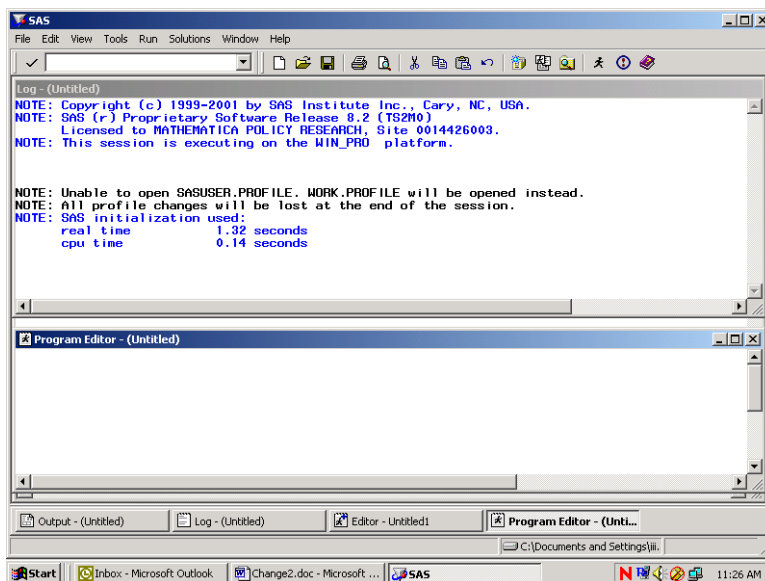 SAS
File Edit View Tools Run Solutions Window Help
Log - (Untitled)
NOTE: Copyright (c) 1999-2001 by SAS Institute Inc., Cary, NC, USA.
NOTE: SAS (r) Proprietary Software Release 8.2 (TS2M0)
Licensed to MATHEMATICA POLICY RESEARCH, Site 0014426003.
NOTE: This session is executing on the WIN_PRO platform.
NOTE: Unable to open SASUSER.PROFILE. WORK.PROFILE will be opened instead.
NOTE: All profile changes will be lost at the end of the session.
NOTE: SAS initialization used:
real time 1.32 seconds
cpu time 0.14 seconds
Program Editor - (Untitled)
Output - (Untitled) Log - (Untitled) Editor - Untitled1 Program Editor - (Unti...
C:\Documents and Settings\
Start Inbox - Microsoft Outlook Change2.doc - Microsoft ... SAS N 11:26 AM